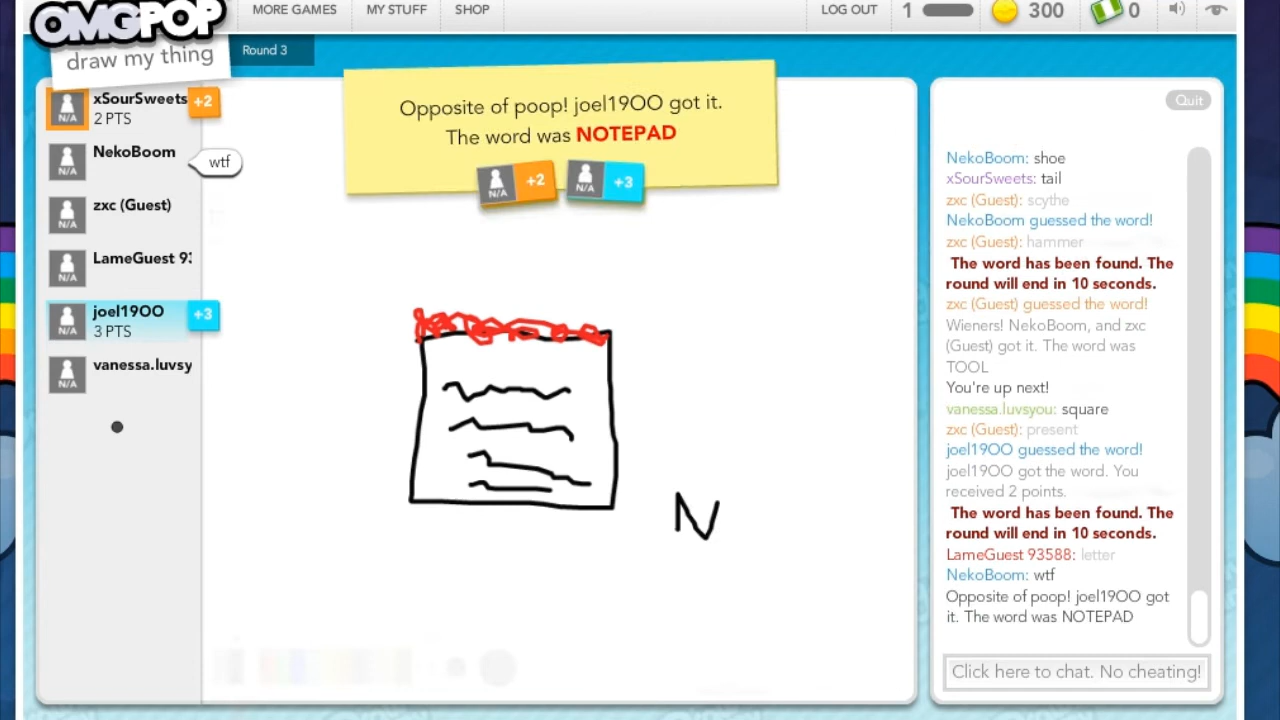 OMGPOP
MORE GAMES
MY STUFF
SHOP
LOG OUT
1
300
0
draw my thing
Round 3
xSourSweets
+2
2 PTS
NekoBoom
wtf
zxc (Guest)
LameGuest 93
joel1900
+3
3 PTS
vanessa.luvsy
N/A
N/A
N/A
N/A
N/A
N/A
Opposite of poop! joel1900 got it.
The word was NOTEPAD
N/A
+2
N/A
+3
N
Quit
NekoBoom: shoe
xSourSweets: tail
zxc (Guest): scythe
NekoBoom guessed the word!
zxc (Guest): hammer
The word has been found. The
round will end in 10 seconds.
zxc (Guest) guessed the word!
Wieners! NekoBoom, and zxc
(Guest) got it. The word was
TOOL
You're up next!
vanessa.luvsyou: square
zxc (Guest): present
joel1900 guessed the word!
joel1900 got the word. You
received 2 points.
The word has been found. The
round will end in 10 seconds.
LameGuest 93588: letter
NekoBoom: wtf
Opposite of poop! joel1900 got
it. The word was NOTEPAD
Click here to chat. No cheating!